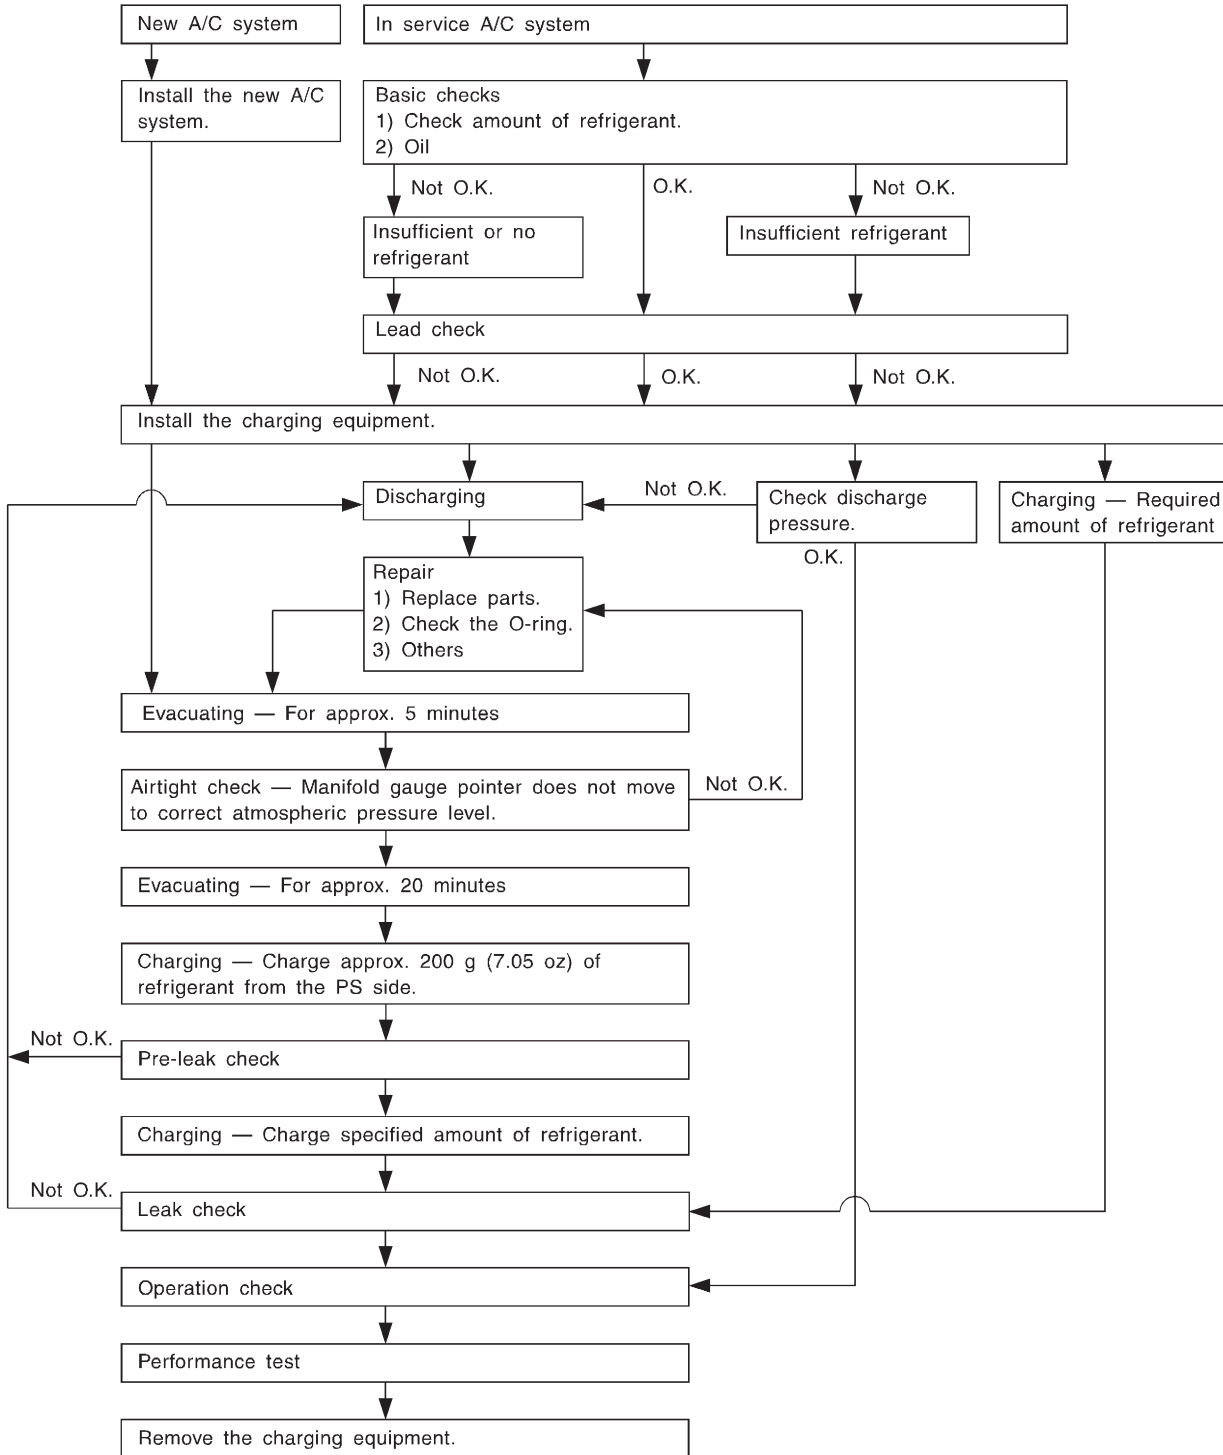 New A/C system
In service A/C system
Install the new A/C
system.
Basic checks
1) Check amount of refrigerant.
2) Oil
Not O.K.
O.K.
Not O.K.
Insufficient or no
refrigerant
Insufficient refrigerant
Lead check
Not O.K.
O.K.
Not O.K.
Install the charging equipment.
Discharging
Not O.K.
Check discharge
pressure.
Charging — Required
amount of refrigerant
O.K.
Repair
1) Replace parts.
2) Check the O-ring.
3) Others
Evacuating — For approx. 5 minutes
Airtight check — Manifold gauge pointer does not move
to correct atmospheric pressure level.
Not O.K.
Evacuating — For approx. 20 minutes
Charging — Charge approx. 200 g (7.05 oz) of
refrigerant from the PS side.
Not O.K.
Pre-leak check
Charging — Charge specified amount of refrigerant.
Not O.K.
Leak check
Operation check
Performance test
Remove the charging equipment.